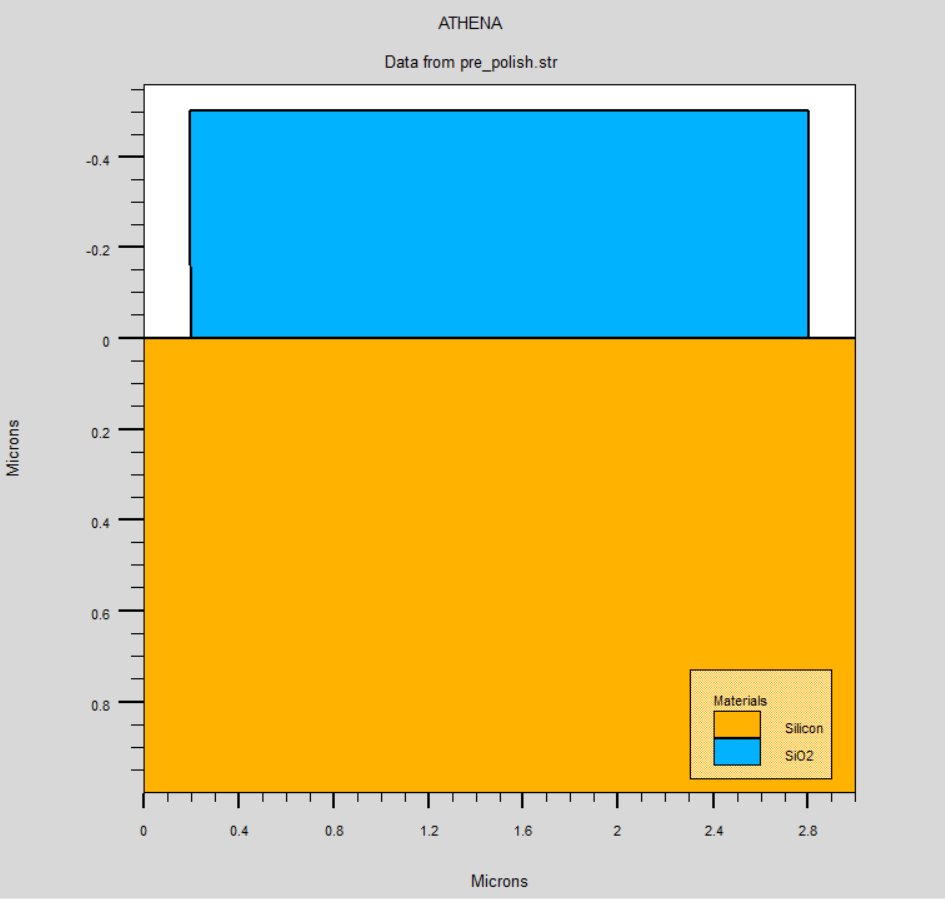 ATHENA
Data from pre_polish.str
-0.4
-0.2
0
0.2
0.4
0.6
0.8
Microns
Materials
Silicon
SiO2
0 0.4 0.8 1.2 1.6 2 2.4 2.8
Microns